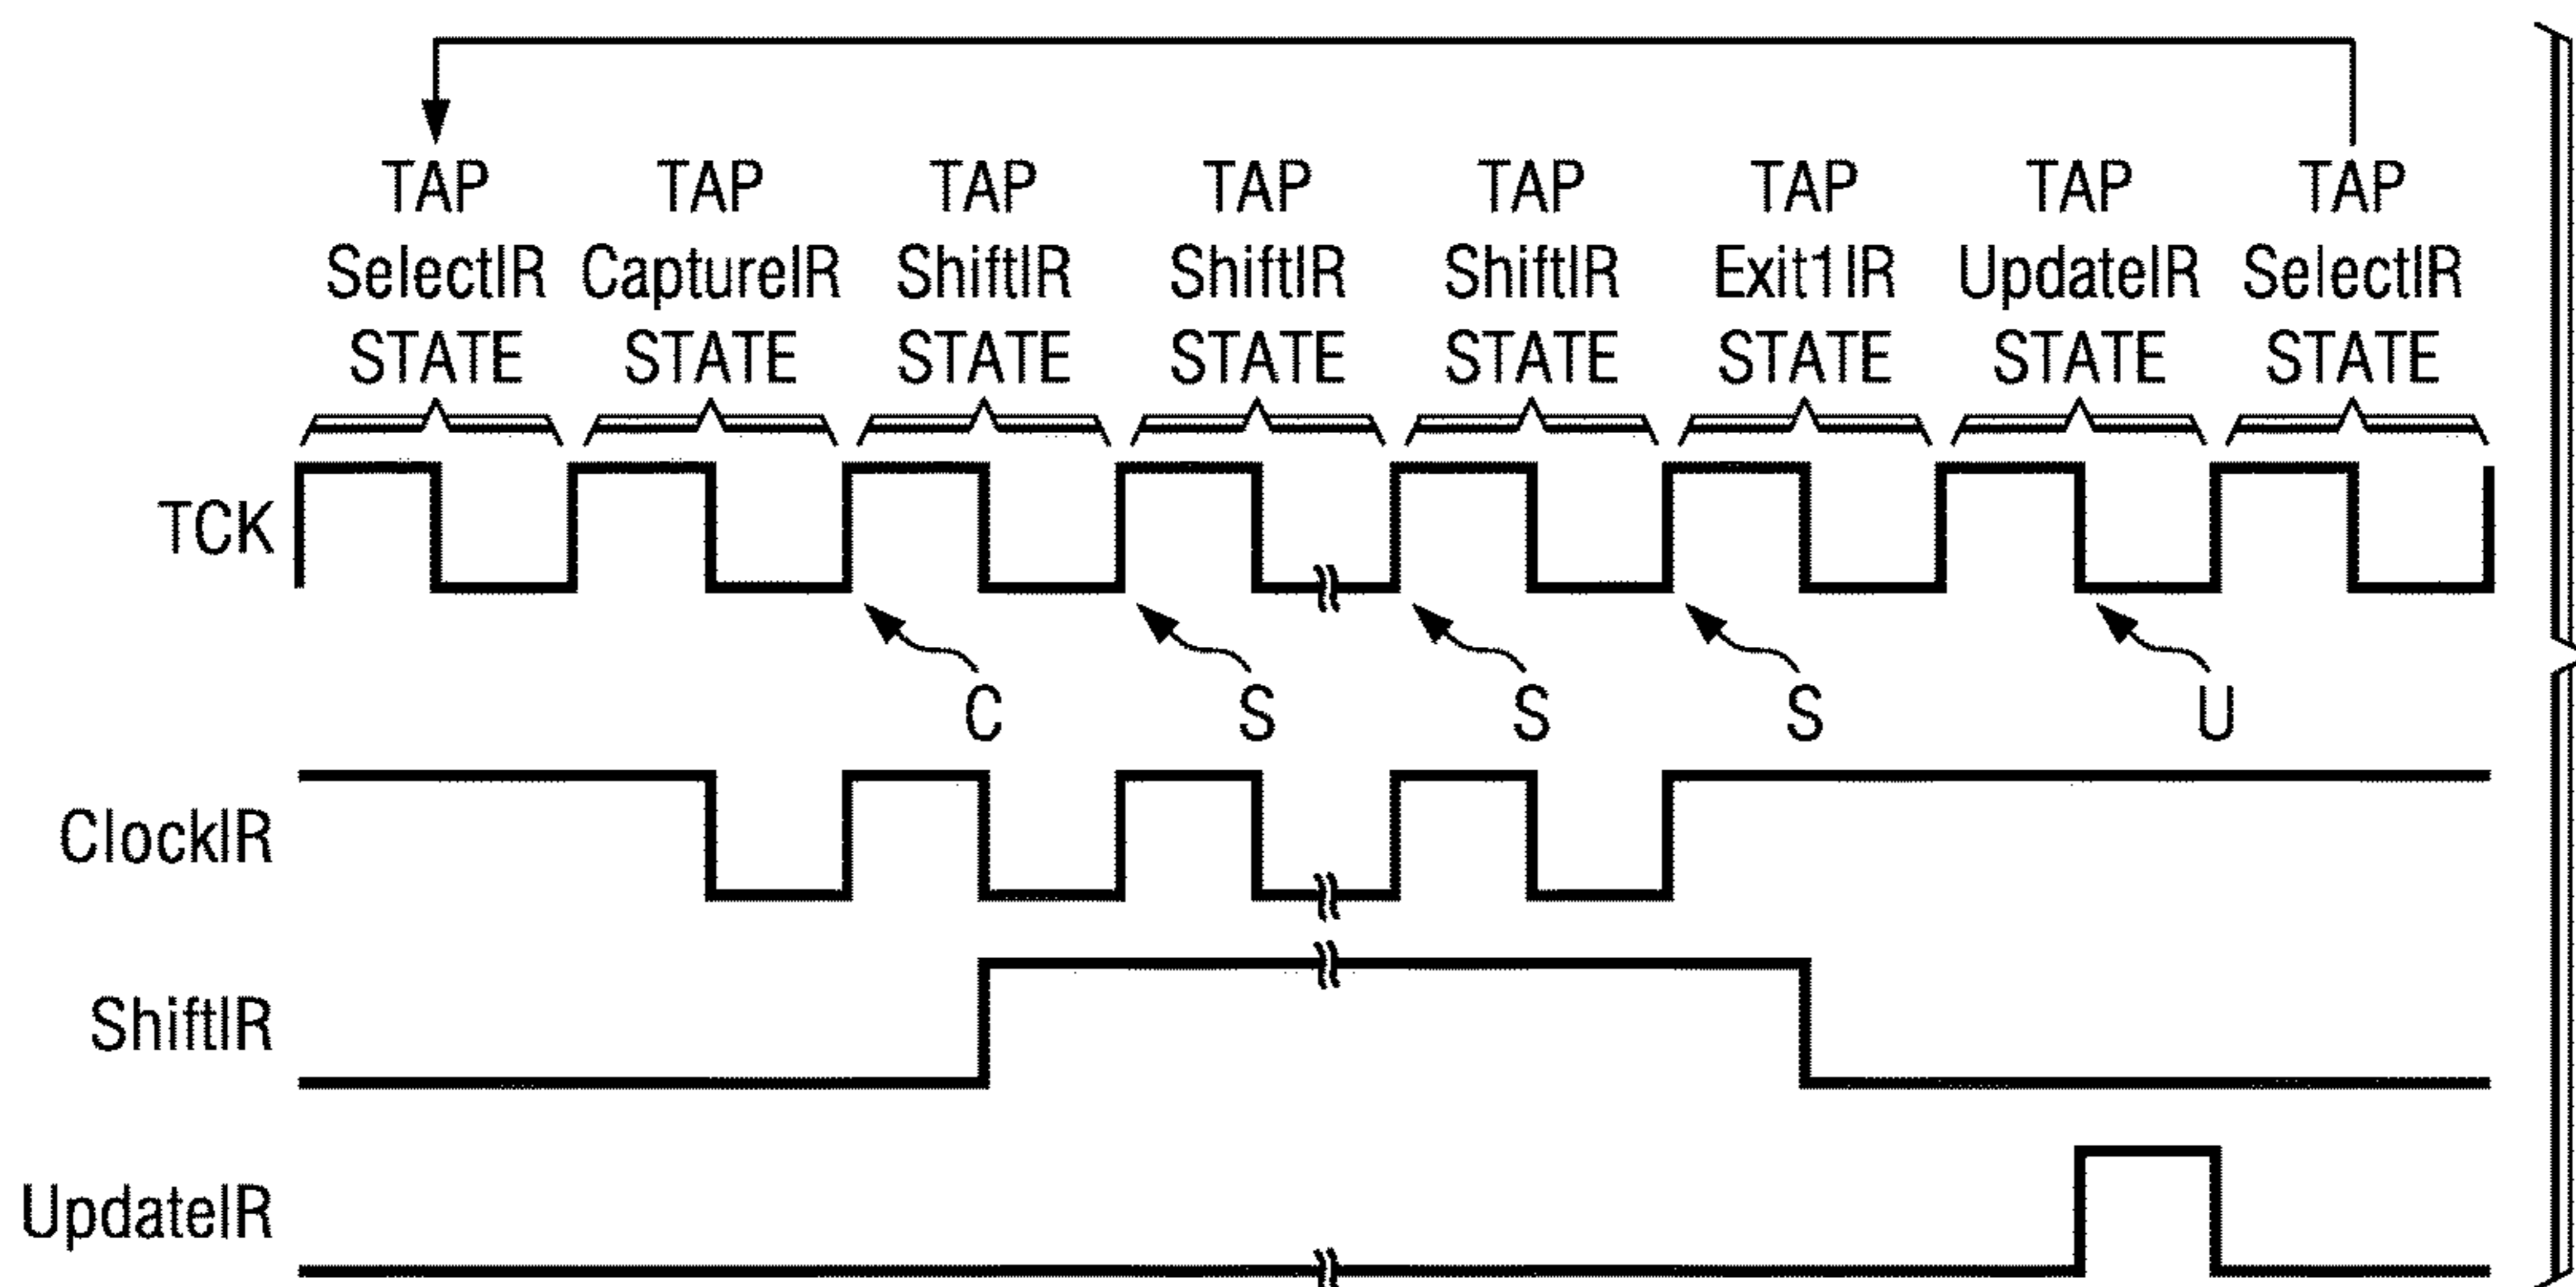 TAP TAP TAP TAP TAP TAP TAP TAP
SelectIR CaptureIR ShiftIR ShiftIR ShiftIR Exit1IR UpdateIR SelectIR
STATE STATE STATE STATE STATE STATE STATE STATE
TCK
C S S S U
ClockIR
ShiftIR
UpdateIR